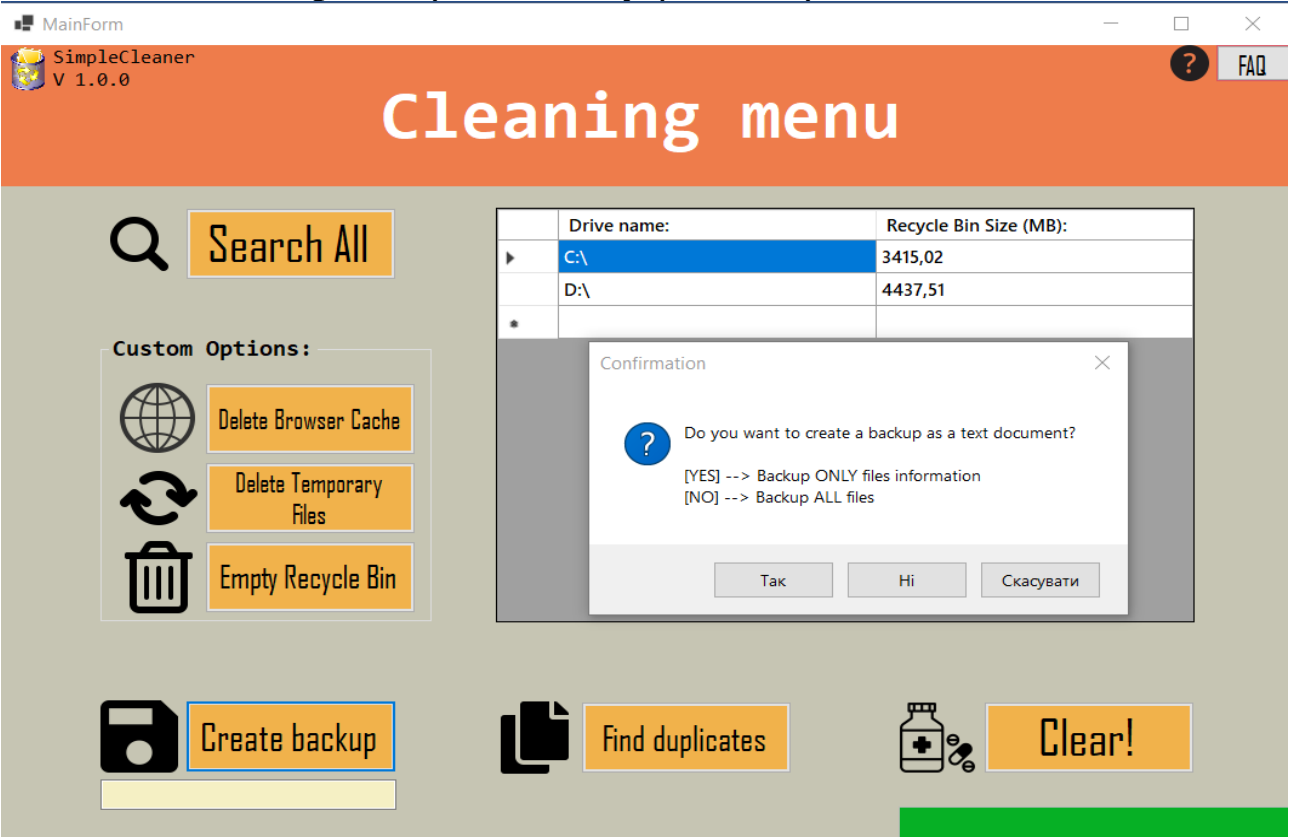 MainForm
SimpleCleaner
V 1.0.0
? FAQ
Cleaning menu
Search All
Drive name: Recycle Bin Size (MB):
C:\ 3415,02
D:\ 4437,51
Custom Options:
Delete Browser Cache
Delete Temporary
Files
Empty Recycle Bin
Confirmation
?
Do you want to create a backup as a text document?
[YES] --> Backup ONLY files information
[NO] --> Backup ALL files
Так Ні Скасувати
Create backup
Find duplicates
Clear!